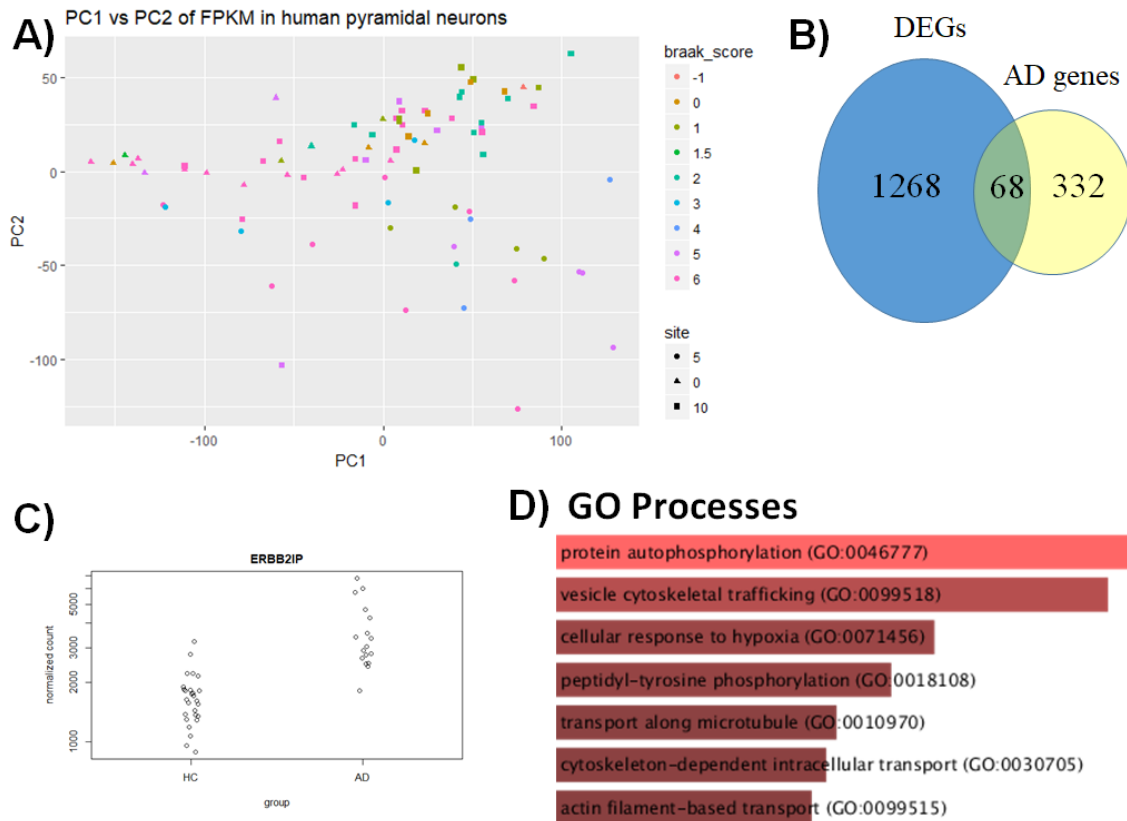 A)
PC1 vs PC2 of FPKM in human pyramidal neurons
50
0
-50
-100
PC2
-100
0
100
PC1
braak_score
-1
0
1
1.5
2
3
4
5
6
site
5
0
10
B)
DEGs
AD genes
1268
68
332
C)
ERBB2IP
5000
3000
2000
1000
normalized count
HC
AD
group
D)
GO Processes
protein autophosphorylation (GO:0046777)
vesicle cytoskeletal trafficking (GO:0099518)
cellular response to hypoxia (GO:0071456)
peptidyl-tyrosine phosphorylation (GO:0018108)
transport along microtubule (GO:0010970)
cytoskeleton-dependent intracellular transport (GO:0030705)
actin filament-based transport (GO:0099515)